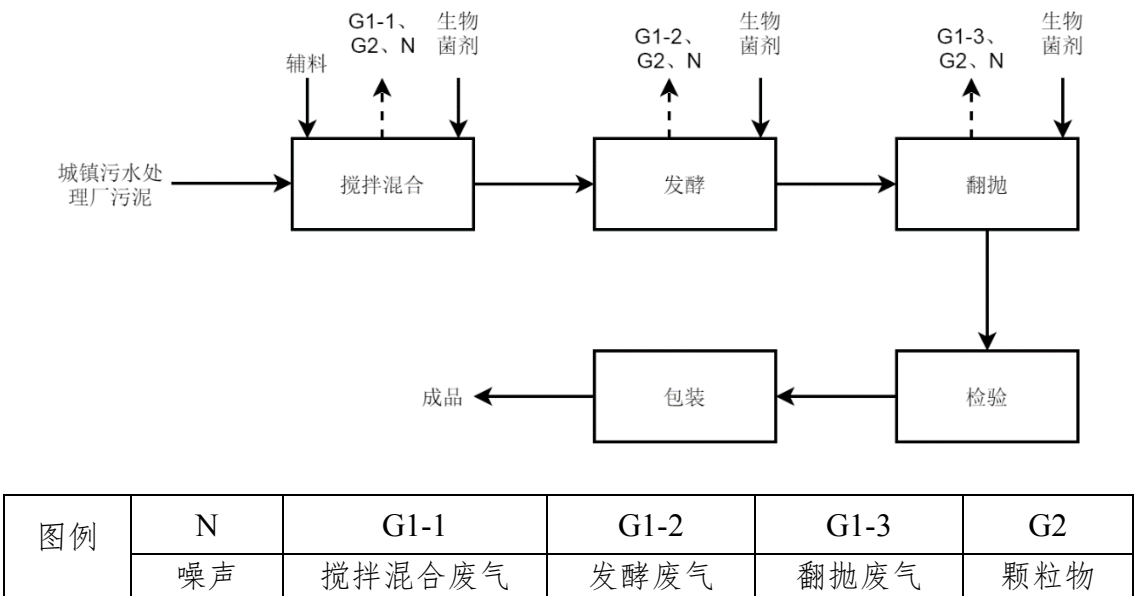 辅料
G1-1、
G2、N
生物
菌剂
G1-2、
G2、N
生物
菌剂
G1-3、
G2、N
生物
菌剂
城镇污水处
理厂污泥
搅拌混合
发酵
翻抛
成品
包装
检验
图例 N G1-1 G1-2 G1-3 G2
噪声 搅拌混合废气 发酵废气 翻抛废气 颗粒物